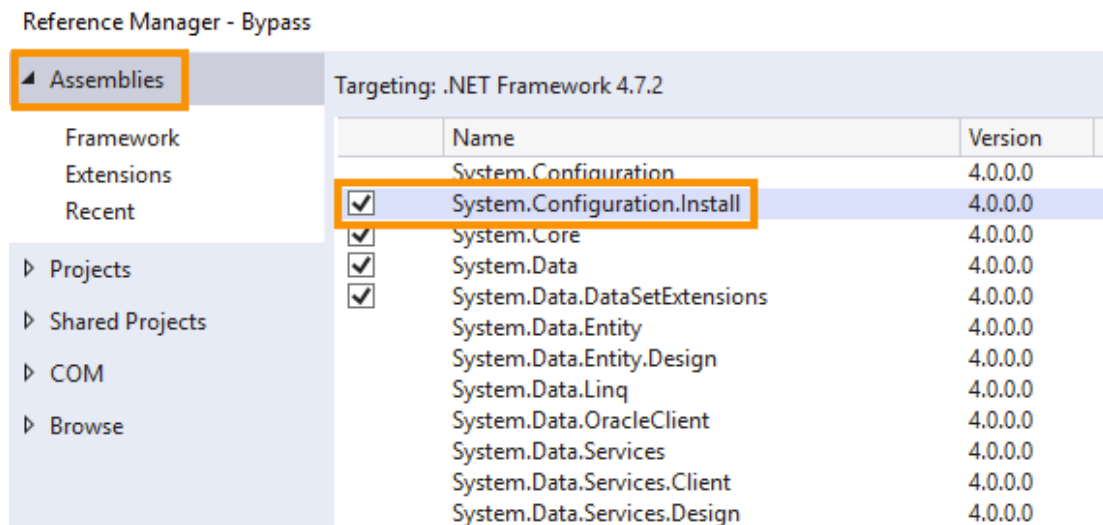 Reference Manager - Bypass
Assemblies
Framework
Extensions
Recent
Projects
Shared Projects
COM
Browse
Targeting: .NET Framework 4.7.2
Name Version
System.Configuration 4.0.0.0
System.Configuration.Install 4.0.0.0
System.Core 4.0.0.0
System.Data 4.0.0.0
System.Data.DataSetExtensions 4.0.0.0
System.Data.Entity 4.0.0.0
System.Data.Entity.Design 4.0.0.0
System.Data.Linq 4.0.0.0
System.Data.OracleClient 4.0.0.0
System.Data.Services 4.0.0.0
System.Data.Services.Client 4.0.0.0
System.Data.Services.Design 4.0.0.0